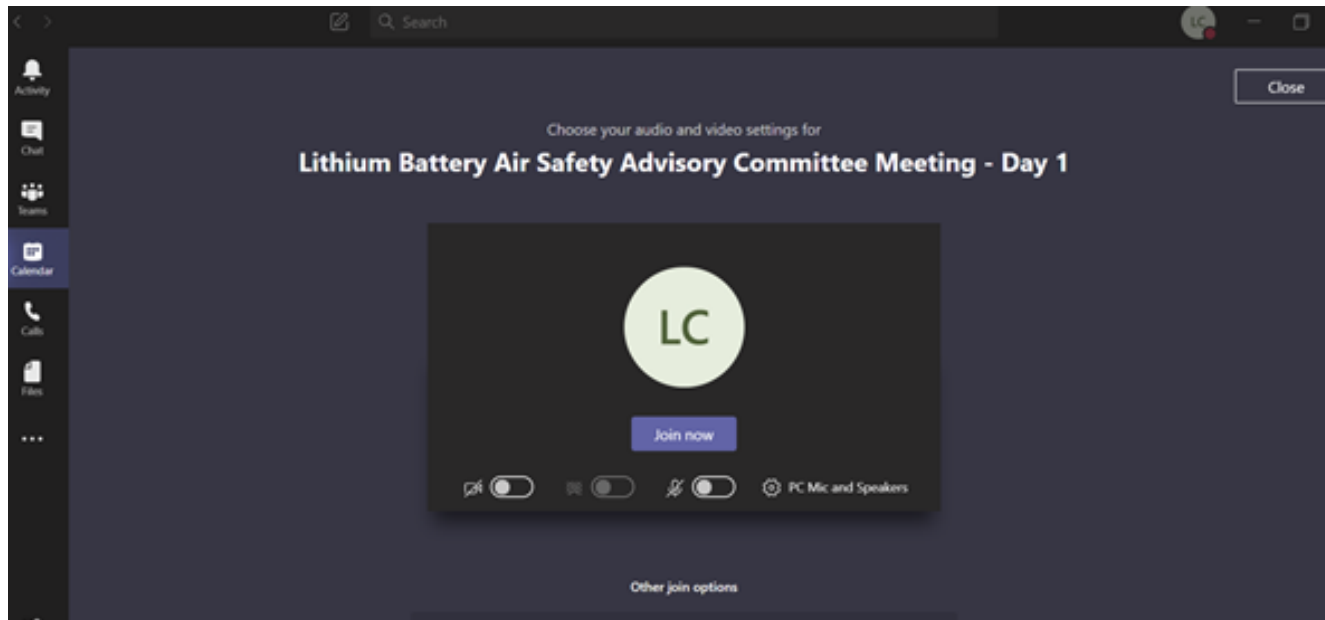 Search
LC
Activity
Chat
Teams
Calendar
Calls
Files
Close
Choose your audio and video settings for
Lithium Battery Air Safety Advisory Committee Meeting - Day 1
LC
Join now
PC Mic and Speakers
Other join options